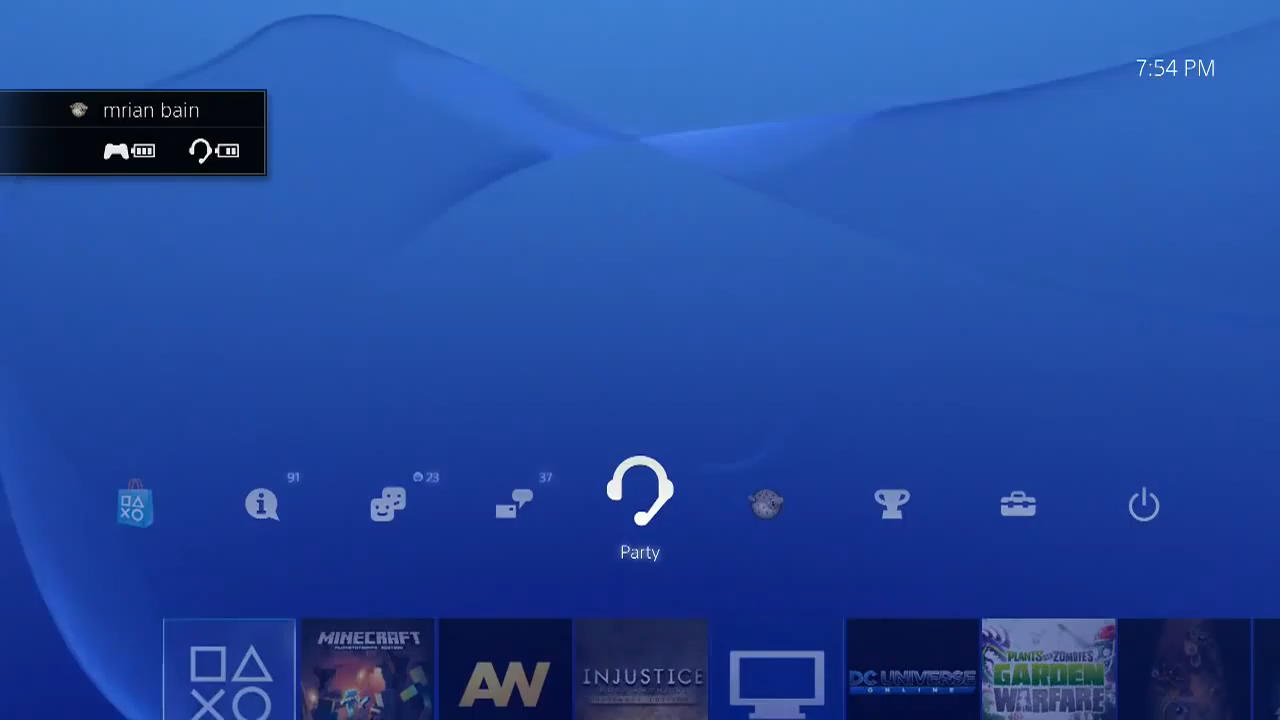 7:54 PM
mrian bain
91
23
37
Party
MINECRAFT
AW
INJUSTICE
DC UNIVERSE
ONLINE
PLANTS VS. ZOMBIES
GARDEN
WARFARE